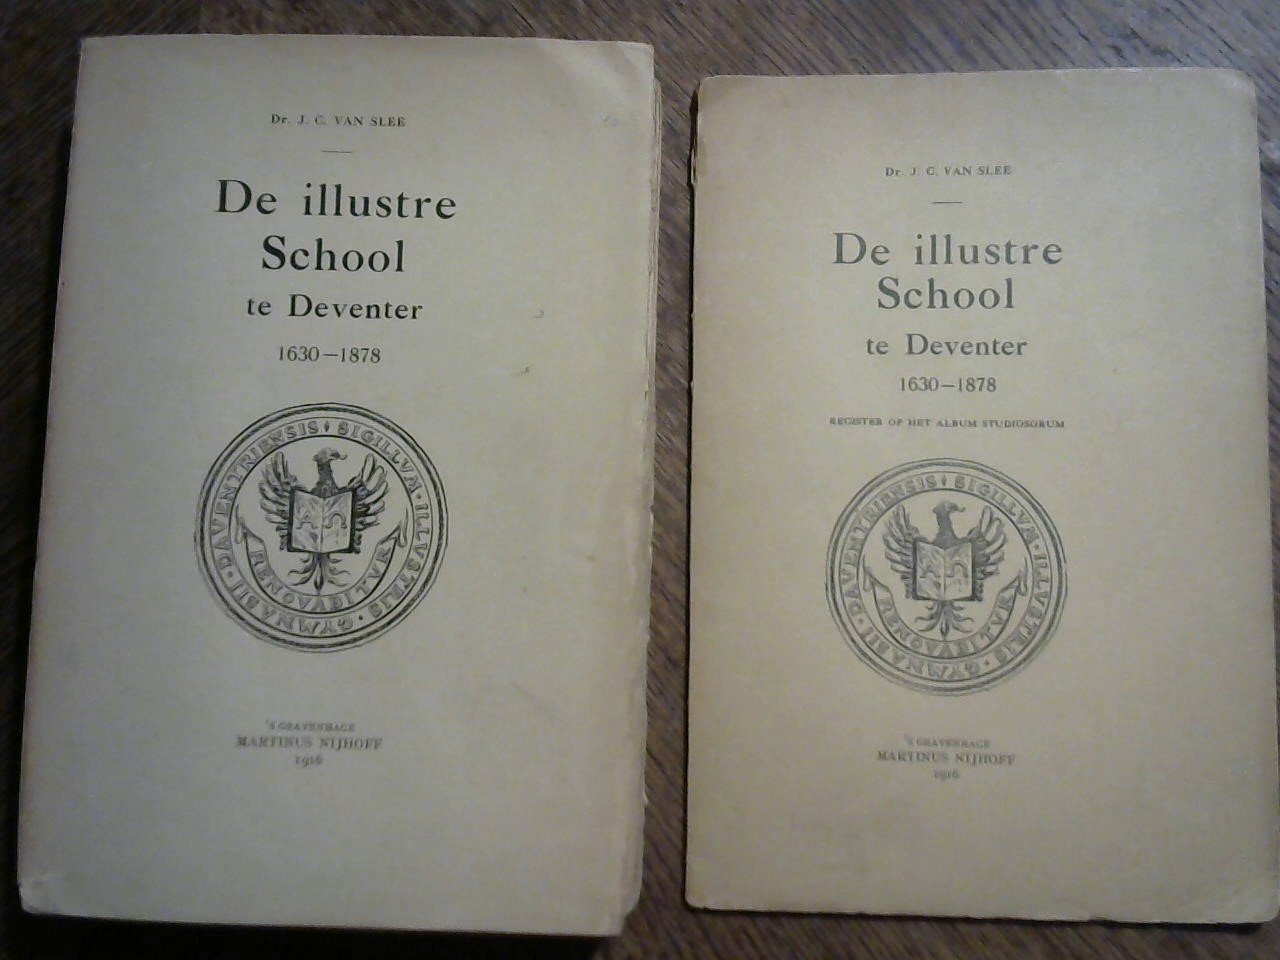 Dr. J. C. VAN SLEE
De illustre
School
te Deventer
1630—1878
SIGILLVM · ILLVSTRIS · GYMNASII · DAVENTRIENSIS
RENOVABITVR
'S GRAVENHAGE
MARTINUS NIJHOFF
1916
Dr. J. C. VAN SLEE
De illustre
School
te Deventer
1630—1878
REGISTER OP HET ALBUM STUDIOSORUM
SIGILLVM · ILLVSTRIS · GYMNASII · DAVENTRIENSIS
'S GRAVENHAGE
MARTINUS NIJHOFF
1916